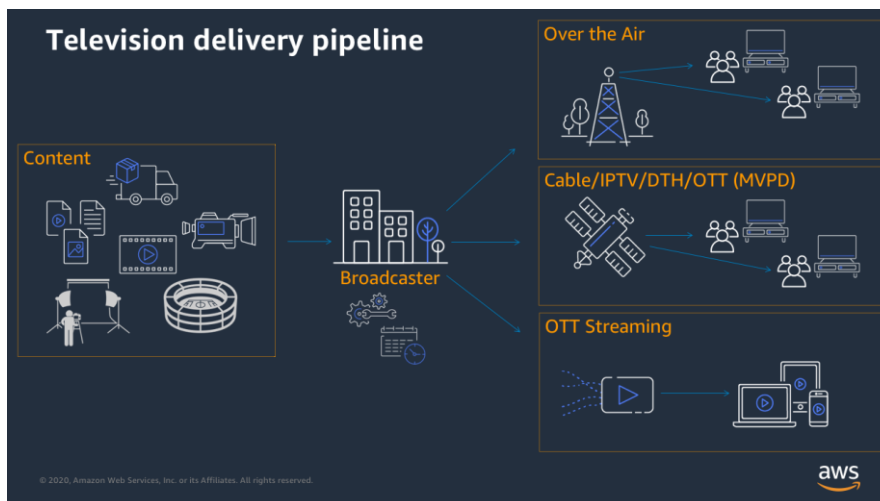 Television delivery pipeline
Content
Broadcaster
Over the Air
Cable/IPTV/DTH/OTT (MVPD)
OTT Streaming
© 2020, Amazon Web Services, Inc. or its Affiliates. All rights reserved.
aws